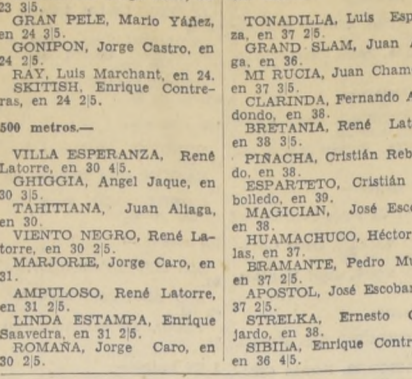 23 3|5.
GRAN PELE, Mario Yáñez,
en 24 3|5.
GONIPON, Jorge Castro, en
24 2|5.
RAY, Luis Marchant, en 24.
SKITISH, Enrique Contre-
ras, en 24 2|5.
500 metros.—
VILLA ESPERANZA, René
Latorre, en 30 4|5.
GHIGGIA, Angel Jaque, en
30 3|5.
TAHITIANA, Juan Aliaga,
en 30.
VIENTO NEGRO, René La-
torre, en 30 2|5.
MARJORIE, Jorge Caro, en
31.
AMPULOSO, René Latorre,
en 31 2|5.
LINDA ESTAMPA, Enrique
Saavedra, en 31 2|5.
ROMAÑA, Jorge Caro, en
30 2|5.
TONADILLA, Luis Esp
za, en 37 2|5.
GRAND SLAM, Juan
ga, en 36.
MI RUCIA, Juan Cham
en 37 3|5.
CLARINDA, Fernando A
dondo, en 38.
BRETANIA, René Lat
en 38 3|5.
PIÑACHA, Cristián Reb
do, en 38.
ESPARTETO, Cristián
bolledo, en 39.
MAGICIAN, José Esco
en 38.
HUAMACHUCO, Héctor
las, en 37.
BRAMANTE, Pedro Mu
en 37 2|5.
APOSTOL, José Escobar
37 2|5.
STRELKA, Ernesto
jardo, en 38.
SIBILA, Enrique Contr
en 36 4|5.